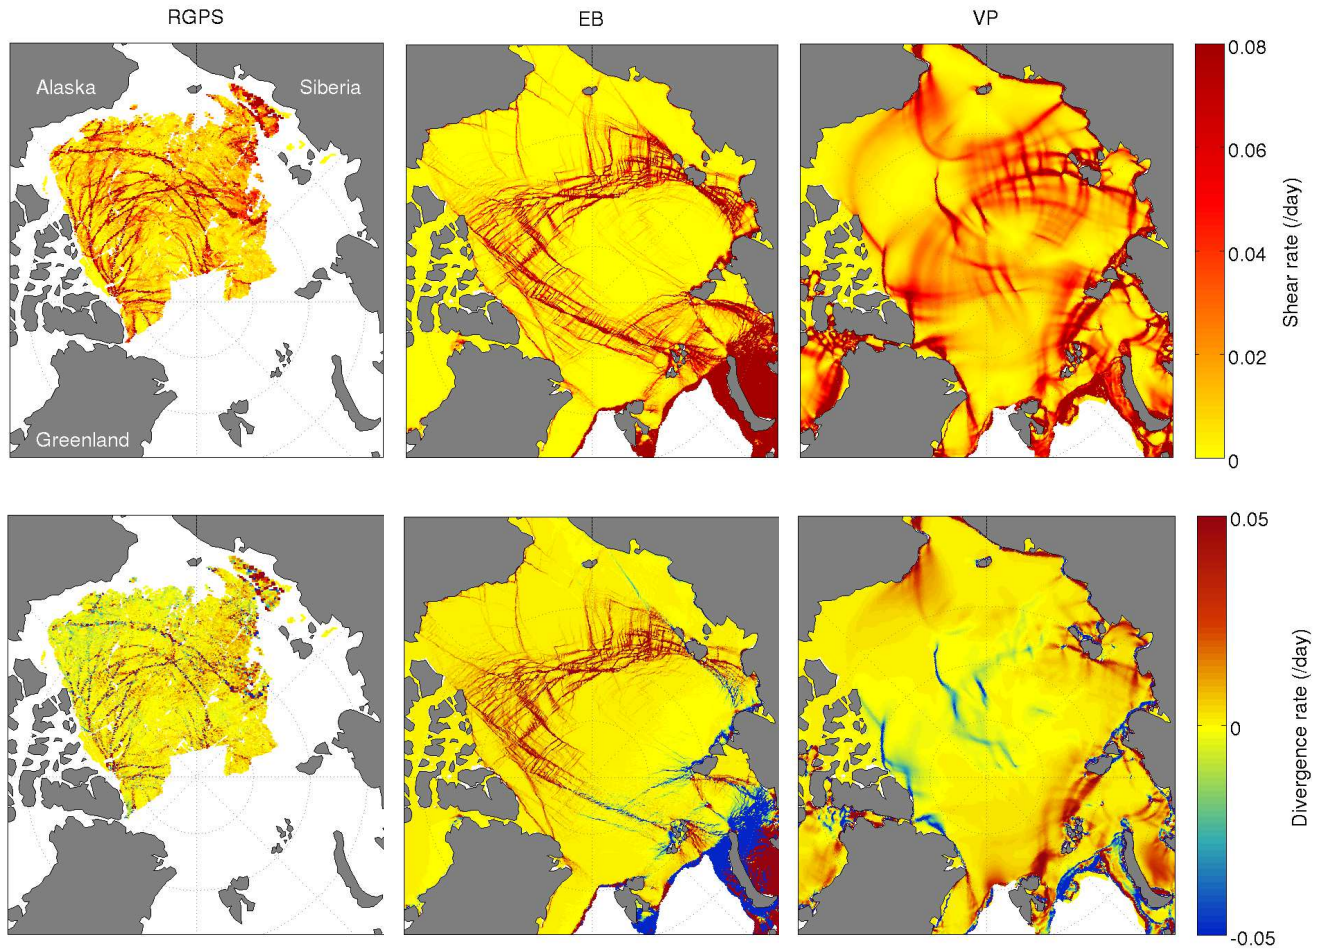 RGPS
EB
VP
Alaska
Siberia
Greenland
0.08
0.06
0.04
0.02
0
Shear rate (/day)
0.05
0
-0.05
Divergence rate (/day)